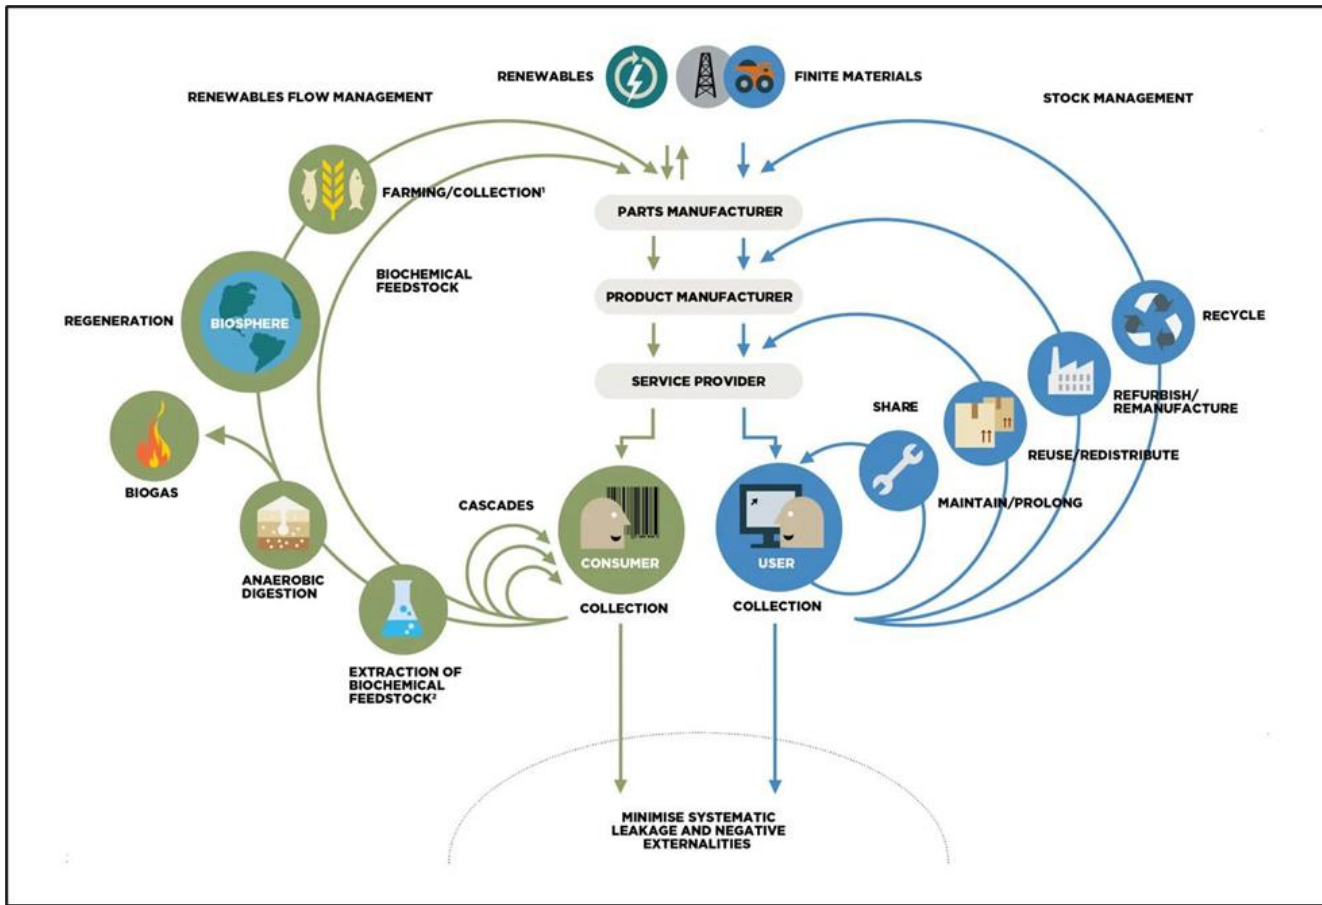 RENEWABLES
FINITE MATERIALS
RENEWABLES FLOW MANAGEMENT
STOCK MANAGEMENT
FARMING/COLLECTION¹
PARTS MANUFACTURER
BIOCHEMICAL
FEEDSTOCK
PRODUCT MANUFACTURER
REGENERATION
BIOSPHERE
RECYCLE
SERVICE PROVIDER
SHARE
REFURBISH/
REMANUFACTURE
REUSE/REDISTRIBUTE
BIOGAS
CASCADES
MAINTAIN/PROLONG
CONSUMER
USER
ANAEROBIC
DIGESTION
COLLECTION
COLLECTION
EXTRACTION OF
BIOCHEMICAL
FEEDSTOCK²
MINIMISE SYSTEMATIC
LEAKAGE AND NEGATIVE
EXTERNALITIES